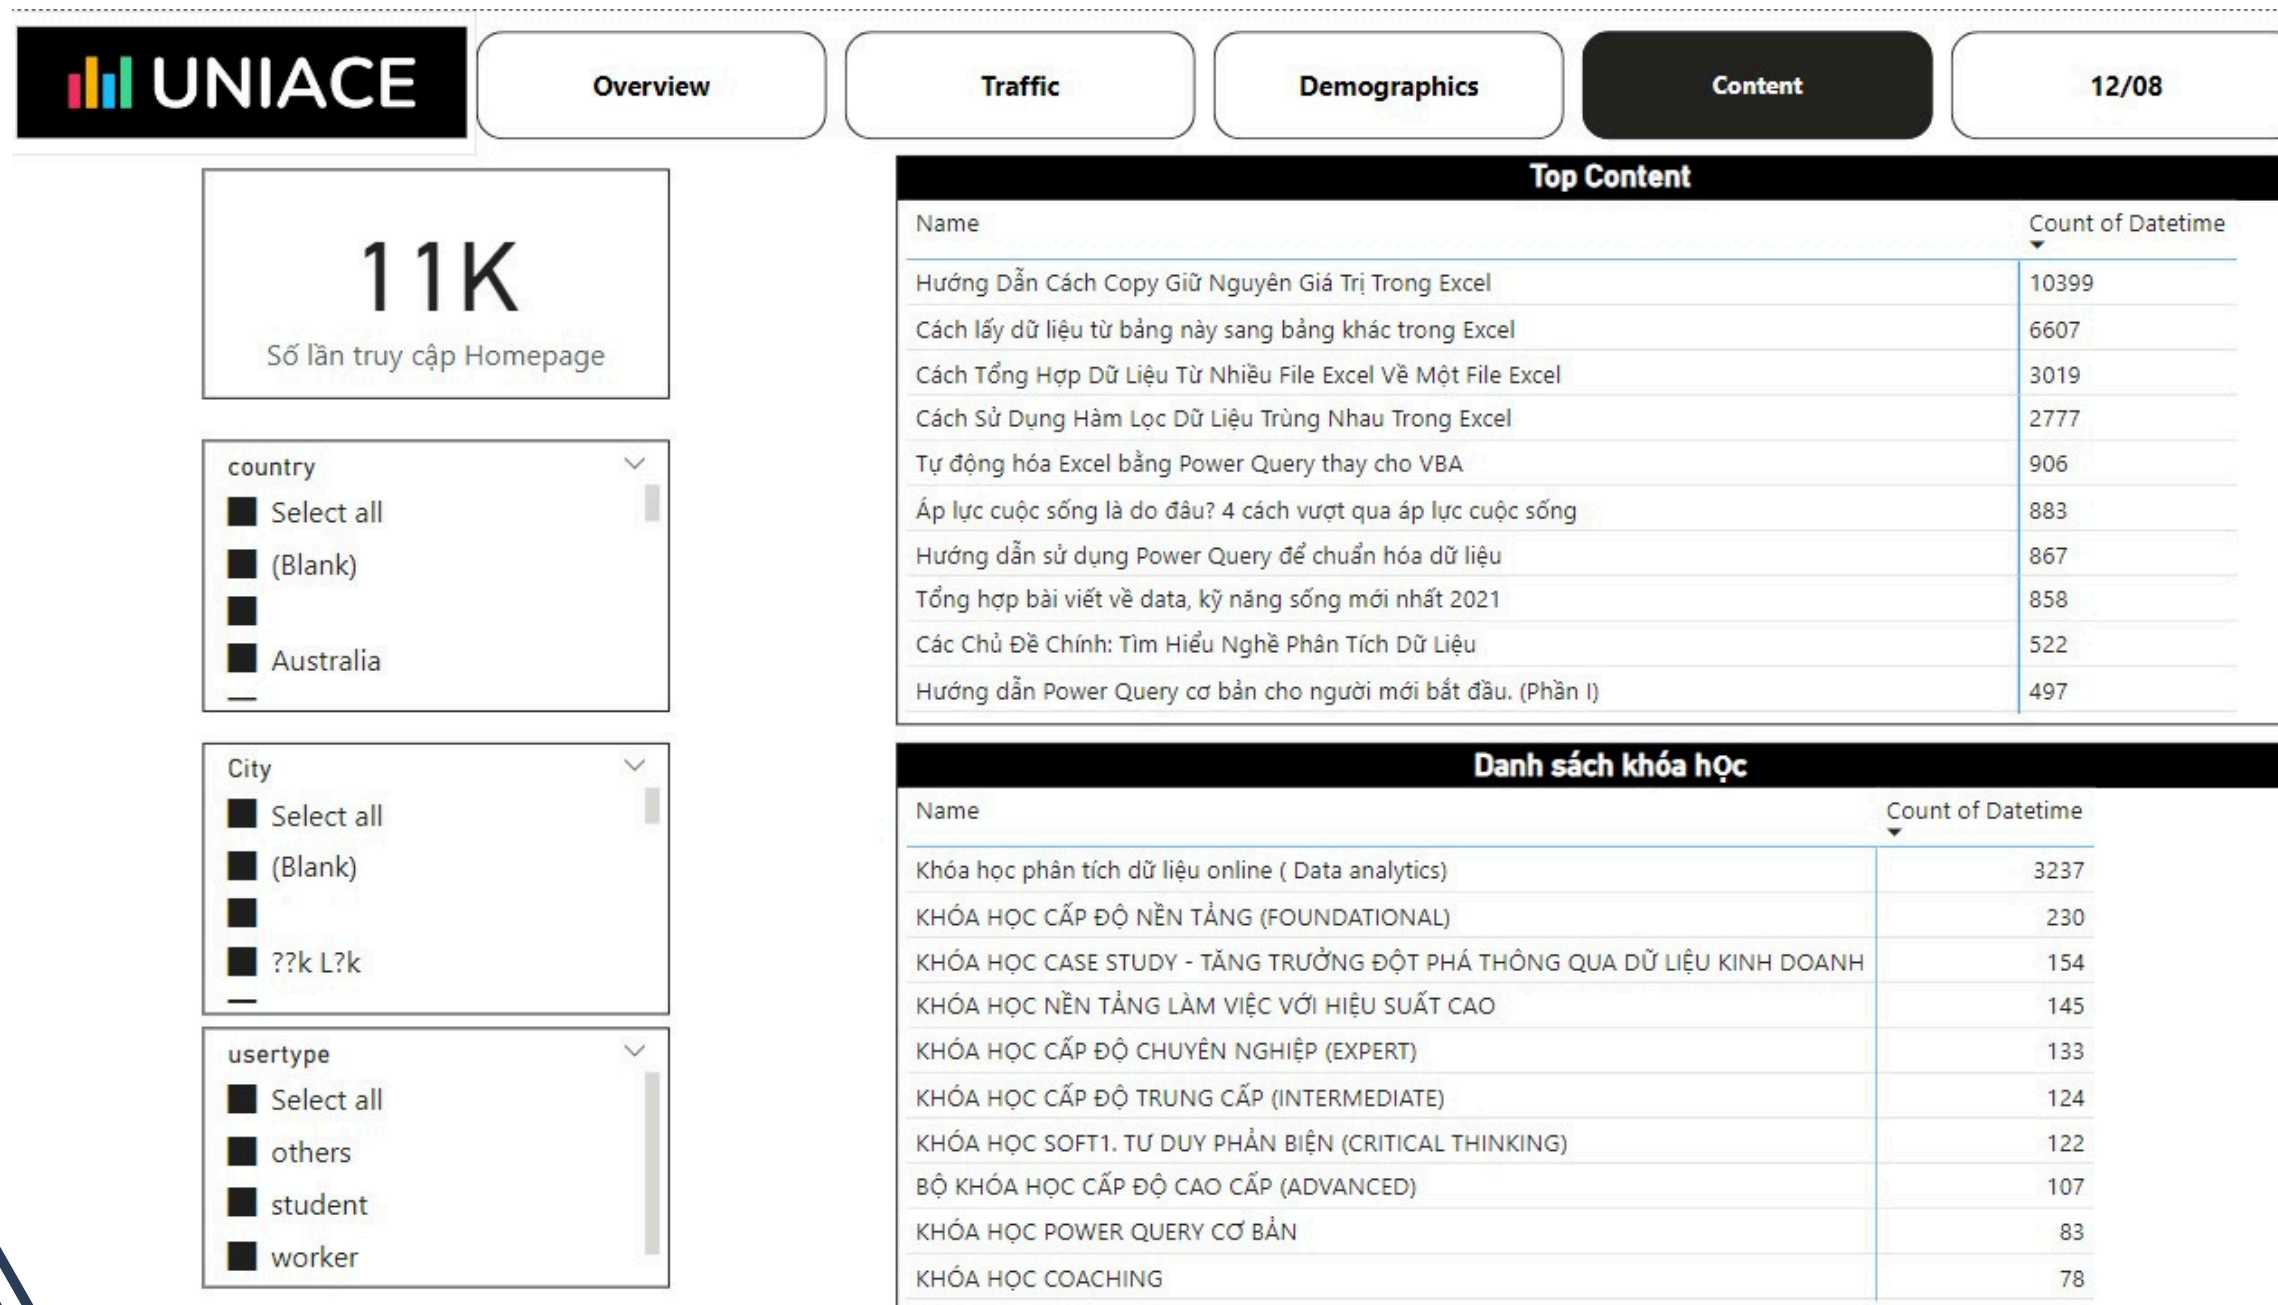 UNIACE
Overview
Traffic
Demographics
Content
12/08
11K
Số lần truy cập Homepage
country
Select all
(Blank)
Australia
City
Select all
(Blank)
??k L?k
usertype
Select all
others
student
worker
Top Content
Name Count of Datetime
Hướng Dẫn Cách Copy Giữ Nguyên Giá Trị Trong Excel 10399
Cách lấy dữ liệu từ bảng này sang bảng khác trong Excel 6607
Cách Tổng Hợp Dữ Liệu Từ Nhiều File Excel Về Một File Excel 3019
Cách Sử Dụng Hàm Lọc Dữ Liệu Trùng Nhau Trong Excel 2777
Tự động hóa Excel bằng Power Query thay cho VBA 906
Áp lực cuộc sống là do đâu? 4 cách vượt qua áp lực cuộc sống 883
Hướng dẫn sử dụng Power Query để chuẩn hóa dữ liệu 867
Tổng hợp bài viết về data, kỹ năng sống mới nhất 2021 858
Các Chủ Đề Chính: Tìm Hiểu Nghề Phân Tích Dữ Liệu 522
Hướng dẫn Power Query cơ bản cho người mới bắt đầu. (Phần I) 497
Danh sách khóa học
Name Count of Datetime
Khóa học phân tích dữ liệu online ( Data analytics) 3237
KHÓA HỌC CẤP ĐỘ NỀN TẢNG (FOUNDATIONAL) 230
KHÓA HỌC CASE STUDY - TĂNG TRƯỞNG ĐỘT PHÁ THÔNG QUA DỮ LIỆU KINH DOANH 154
KHÓA HỌC NỀN TẢNG LÀM VIỆC VỚI HIỆU SUẤT CAO 145
KHÓA HỌC CẤP ĐỘ CHUYÊN NGHIỆP (EXPERT) 133
KHÓA HỌC CẤP ĐỘ TRUNG CẤP (INTERMEDIATE) 124
KHÓA HỌC SOFT1. TƯ DUY PHẢN BIỆN (CRITICAL THINKING) 122
BỘ KHÓA HỌC CẤP ĐỘ CAO CẤP (ADVANCED) 107
KHÓA HỌC POWER QUERY CƠ BẢN 83
KHÓA HỌC COACHING 78